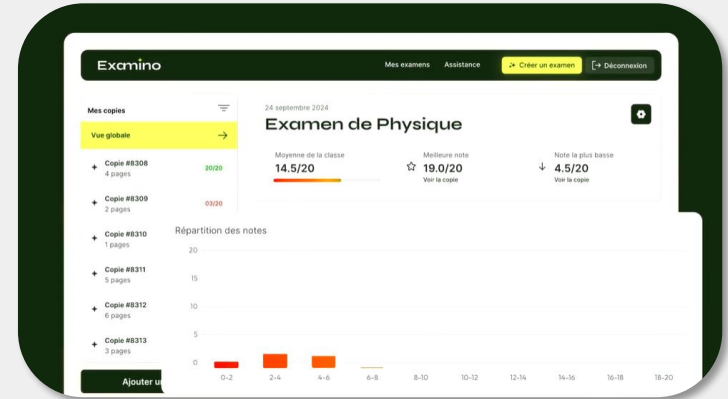 Examino
Mes examens Assistance Créer un examen Déconnexion
Mes copies
Vue globale
Copie #8308
4 pages
20/20
Copie #8309
2 pages
03/20
Copie #8310
1 pages
Copie #8311
5 pages
Copie #8312
6 pages
Copie #8313
3 pages
Ajouter u
24 septembre 2024
Examen de Physique
Moyenne de la classe
14.5/20
Meilleure note
19.0/20
Voir la copie
Note la plus basse
4.5/20
Voir la copie
Répartition des notes
20
15
10
5
0
0-2 2-4 4-6 6-8 8-10 10-12 12-14 14-16 16-18 18-20